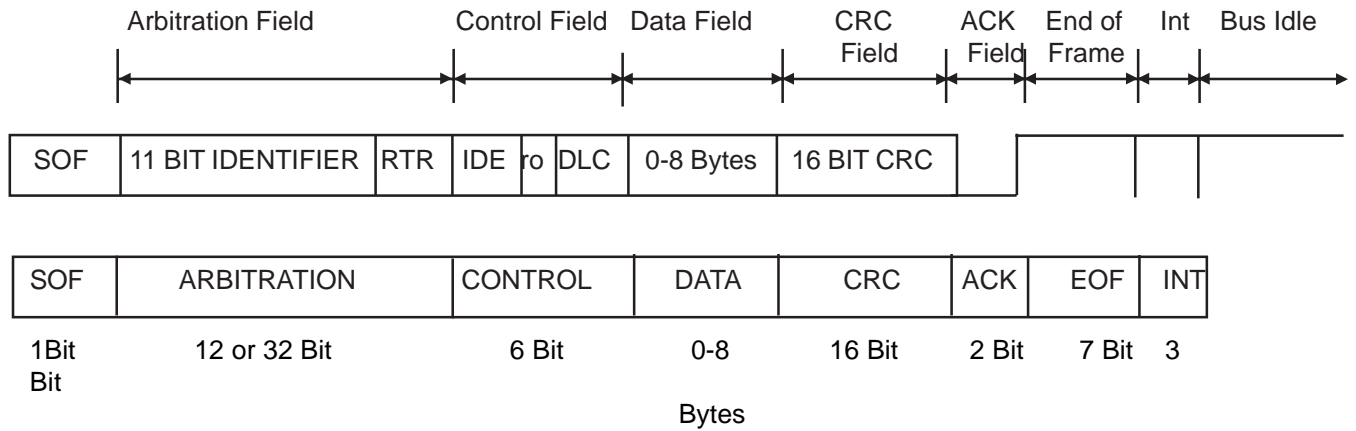 Arbitration Field Control Field Data Field CRC ACK End of Int Bus Idle
Field Field Frame
SOF 11 BIT IDENTIFIER RTR IDE ro DLC 0-8 Bytes 16 BIT CRC
SOF ARBITRATION CONTROL DATA CRC ACK EOF INT
1Bit 12 or 32 Bit 6 Bit 0-8 16 Bit 2 Bit 7 Bit 3
Bit
Bytes